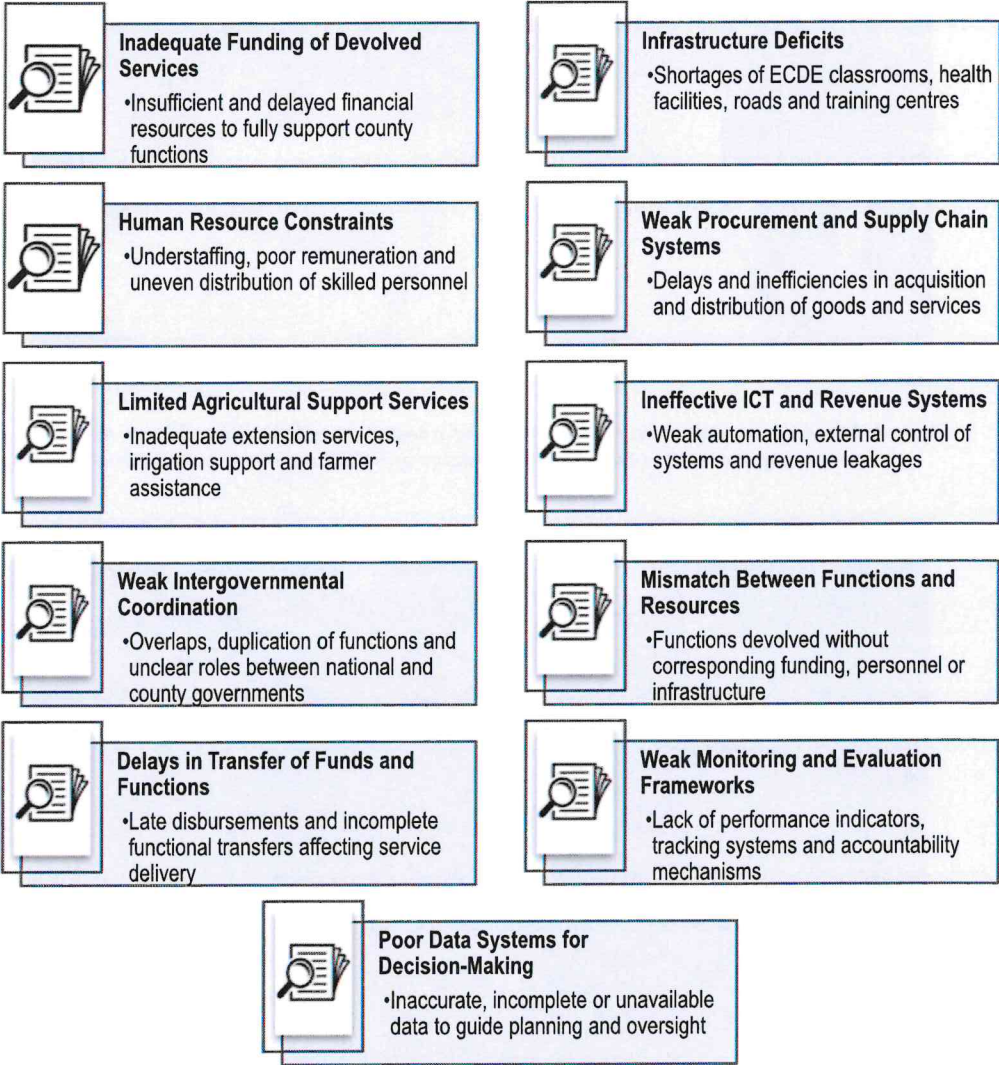 Inadequate Funding of Devolved
Services
•Insufficient and delayed financial
resources to fully support county
functions
Infrastructure Deficits
•Shortages of ECDE classrooms, health
facilities, roads and training centres
Human Resource Constraints
•Understaffing, poor remuneration and
uneven distribution of skilled personnel
Weak Procurement and Supply Chain
Systems
•Delays and inefficiencies in acquisition
and distribution of goods and services
Limited Agricultural Support Services
•Inadequate extension services,
irrigation support and farmer
assistance
Ineffective ICT and Revenue Systems
•Weak automation, external control of
systems and revenue leakages
Weak Intergovernmental
Coordination
•Overlaps, duplication of functions and
unclear roles between national and
county governments
Mismatch Between Functions and
Resources
•Functions devolved without
corresponding funding, personnel or
infrastructure
Delays in Transfer of Funds and
Functions
•Late disbursements and incomplete
functional transfers affecting service
delivery
Weak Monitoring and Evaluation
Frameworks
•Lack of performance indicators,
tracking systems and accountability
mechanisms
Poor Data Systems for
Decision-Making
•Inaccurate, incomplete or unavailable
data to guide planning and oversight